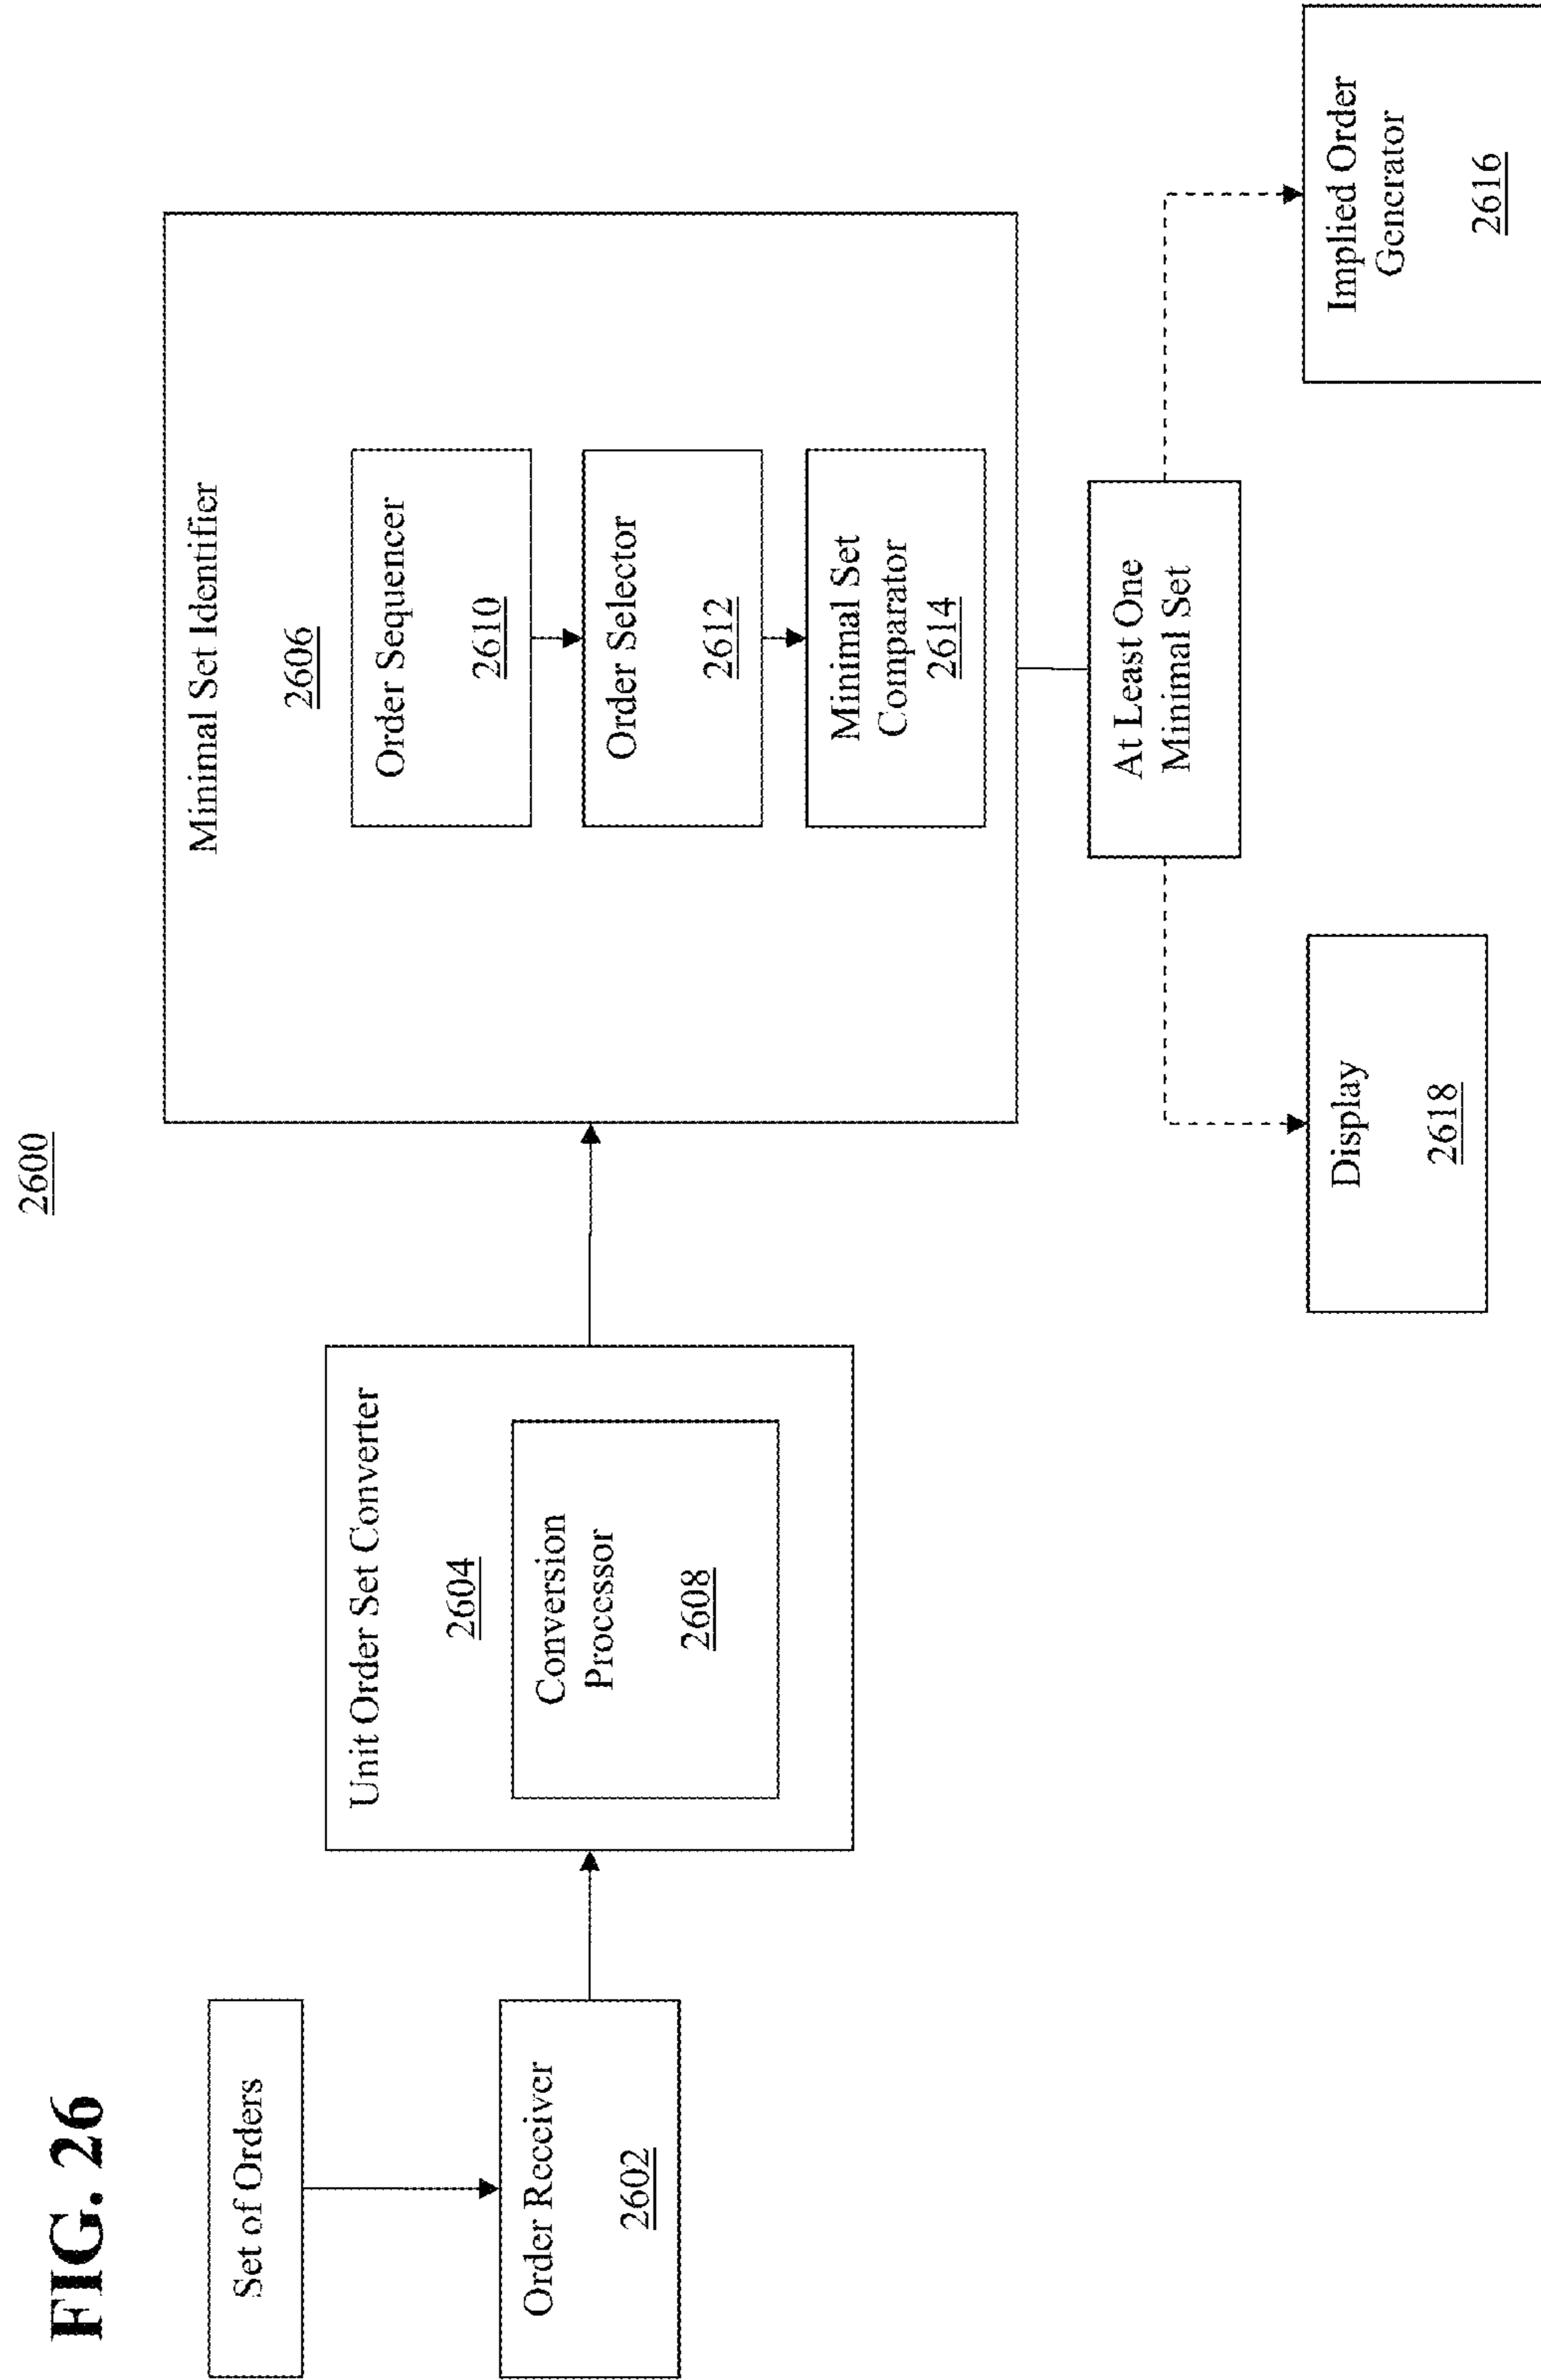 FIG. 26
2600
Set of Orders
Order Receiver
2602
Unit Order Set Converter
2604
Conversion
Processor
2608
Minimal Set Identifier
2606
Order Sequencer
2610
Order Selector
2612
Minimal Set
Comparator
2614
At Least One
Minimal Set
Display
2618
Implied Order
Generator
2616